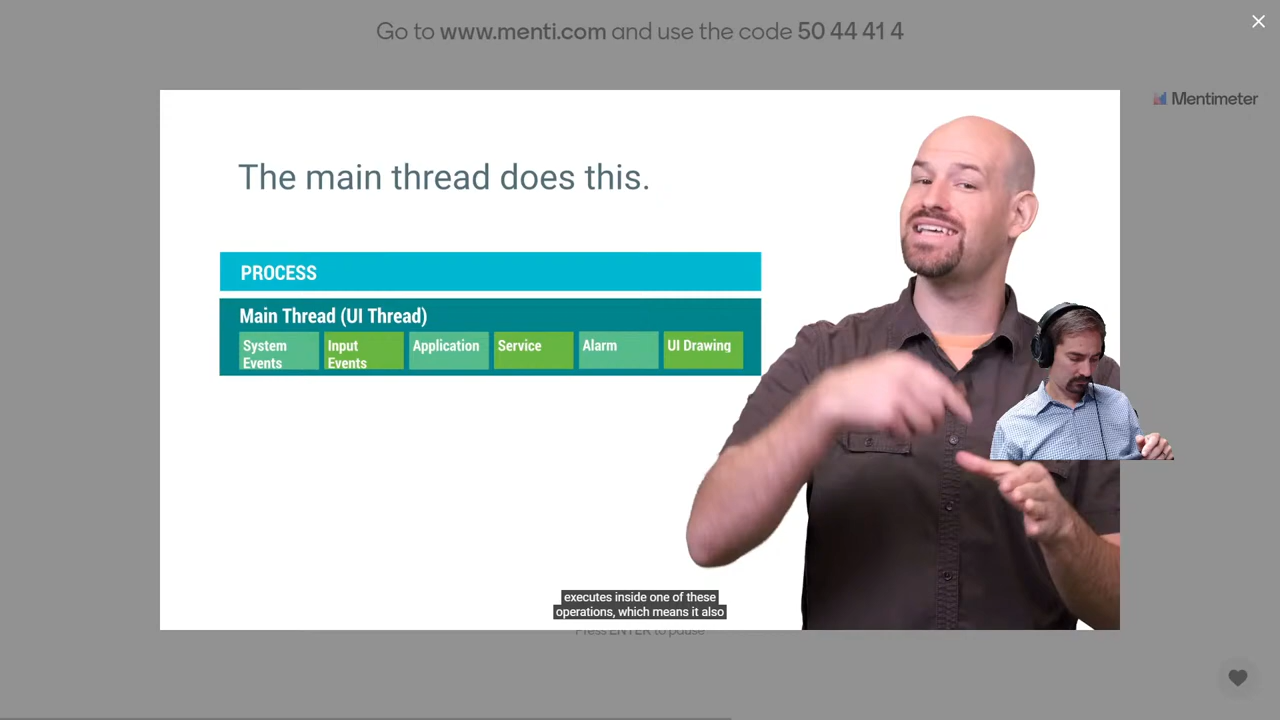 Go to www.menti.com and use the code 50 44 41 4
Mentimeter
The main thread does this.
PROCESS
Main Thread (UI Thread)
System Events
Input Events
Application
Service
Alarm
UI Drawing
executes inside one of these
operations, which means it also
Press ENTER to pause